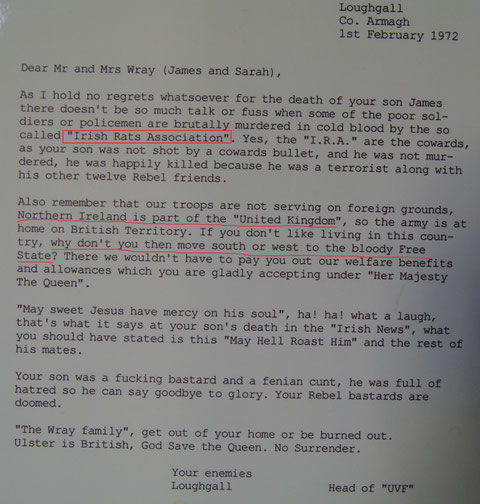 Loughgall
Co. Armagh
1st February 1972
Dear Mr and Mrs Wray (James and Sarah),
As I hold no regrets whatsoever for the death of your son James
there doesn't be so much talk or fuss when some of the poor sol-
diers or policemen are brutally murdered in cold blood by the so
called "Irish Rats Association". Yes, the "I.R.A." are the cowards,
as your son was not shot by a cowards bullet, and he was not mur-
dered, he was happily killed because he was a terrorist along with
his other twelve Rebel friends.
Also remember that our troops are not serving on foreign grounds,
Northern Ireland is part of the "United Kingdom", so the army is at
home on British Territory. If you don't like living in this coun-
try, why don't you then move south or west to the bloody Free
State? There we wouldn't have to pay you out our welfare benefits
and allowances which you are gladly accepting under "Her Majesty
The Queen".
"May sweet Jesus have mercy on his soul", ha! ha! what a laugh,
that's what it says at your son's death in the "Irish News", what
you should have stated is this "May Hell Roast Him" and the rest of
his mates.
Your son was a fucking bastard and a fenian cunt, he was full of
hatred so he can say goodbye to glory. Your Rebel bastards are
doomed.
"The Wray family", get out of your home or be burned out.
Ulster is British, God Save the Queen. No Surrender.
Your enemies
Loughgall Head of "UVF"